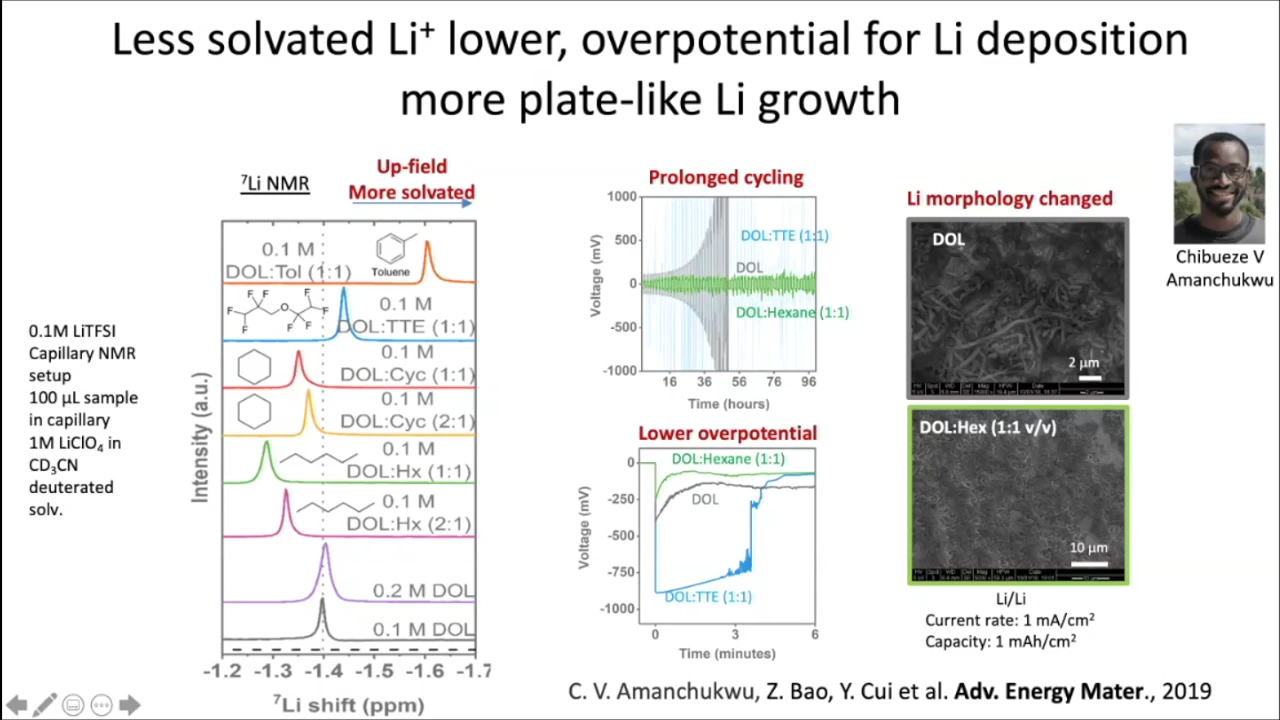 Less solvated Li⁺ lower, overpotential for Li deposition
more plate-like Li growth
0.1M LiTFSI
Capillary NMR
setup
100 µL sample
in capillary
1M LiClO₄ in
CD₃CN
deuterated
solv.
⁷Li NMR
Up-field
More solvated
0.1 M
DOL:Tol (1:1)
Toluene
F F F F
F F F F
O
0.1 M
DOL:TTE (1:1)
0.1 M
DOL:Cyc (1:1)
0.1 M
DOL:Cyc (2:1)
0.1 M
DOL:Hx (1:1)
0.1 M
DOL:Hx (2:1)
0.2 M DOL
0.1 M DOL
Intensity (a.u.)
-1.2 -1.3 -1.4 -1.5 -1.6 -1.7
⁷Li shift (ppm)
Prolonged cycling
1000
500
0
-500
-1000
Voltage (mV)
DOL:TTE (1:1)
DOL
DOL:Hexane (1:1)
16 36 56 76 96
Time (hours)
Lower overpotential
0
-250
-500
-750
-1000
Voltage (mV)
DOL:Hexane (1:1)
DOL
DOL:TTE (1:1)
0 3 6
Time (minutes)
Li morphology changed
DOL
2 µm
DOL:Hex (1:1 v/v)
10 µm
Li/Li
Current rate: 1 mA/cm²
Capacity: 1 mAh/cm²
Chibueze V
Amanchukwu
C. V. Amanchukwu, Z. Bao, Y. Cui et al. Adv. Energy Mater., 2019